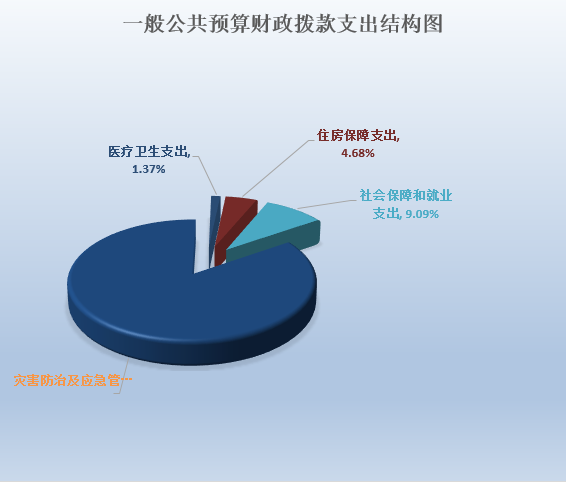 一般公共预算财政拨款支出结构图
医疗卫生支出,
1.37%
住房保障支出,
4.68%
社会保障和就业
支出, 9.09%
灾害防治及应急管…